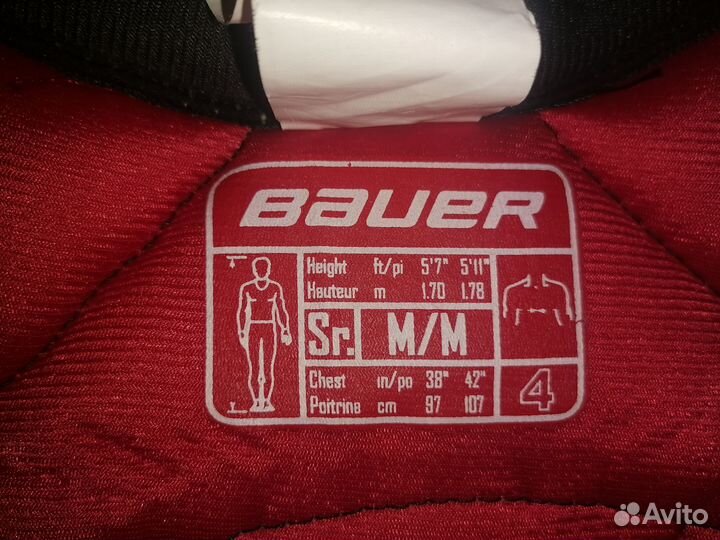 BAUER
Height ft/pi 5'7" 5'11"
Hauteur m 1.70 1.78
Sr. M/M
Chest in/po 38" 42"
Poitrine cm 97 107
4
Avito